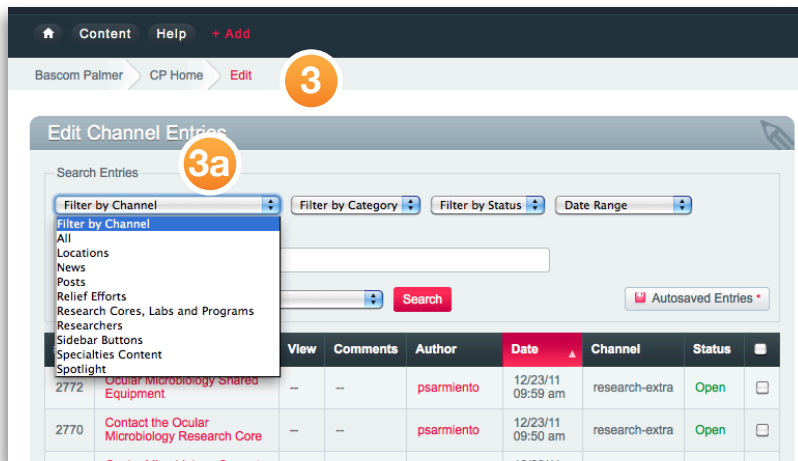 Content Help + Add
Bascom Palmer CP Home Edit
3
Edit Channel Entries
3a
Search Entries
Filter by Channel Filter by Category Filter by Status Date Range
Filter by Channel
All
Locations
News
Posts
Relief Efforts
Research Cores, Labs and Programs
Researchers
Sidebar Buttons
Specialties Content
Spotlight
Search Autosaved Entries *
View Comments Author Date Channel Status
2772 Ocular Microbiology Shared Equipment -- -- psarmiento 12/23/11 09:59 am research-extra Open
2770 Contact the Ocular Microbiology Research Core -- -- psarmiento 12/23/11 09:50 am research-extra Open